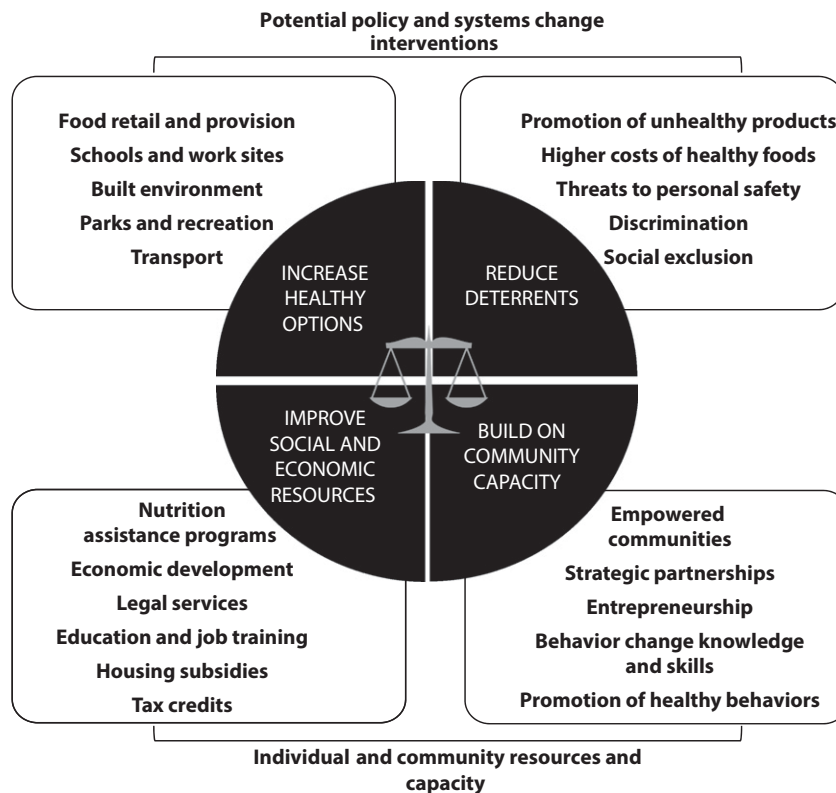 Potential policy and systems change
interventions
Food retail and provision
Schools and work sites
Built environment
Parks and recreation
Transport
Promotion of unhealthy products
Higher costs of healthy foods
Threats to personal safety
Discrimination
Social exclusion
INCREASE
HEALTHY
OPTIONS
REDUCE
DETERRENTS
IMPROVE
SOCIAL AND
ECONOMIC
RESOURCES
BUILD ON
COMMUNITY
CAPACITY
Nutrition
assistance programs
Economic development
Legal services
Education and job training
Housing subsidies
Tax credits
Empowered
communities
Strategic partnerships
Entrepreneurship
Behavior change knowledge
and skills
Promotion of healthy behaviors
Individual and community resources and
capacity